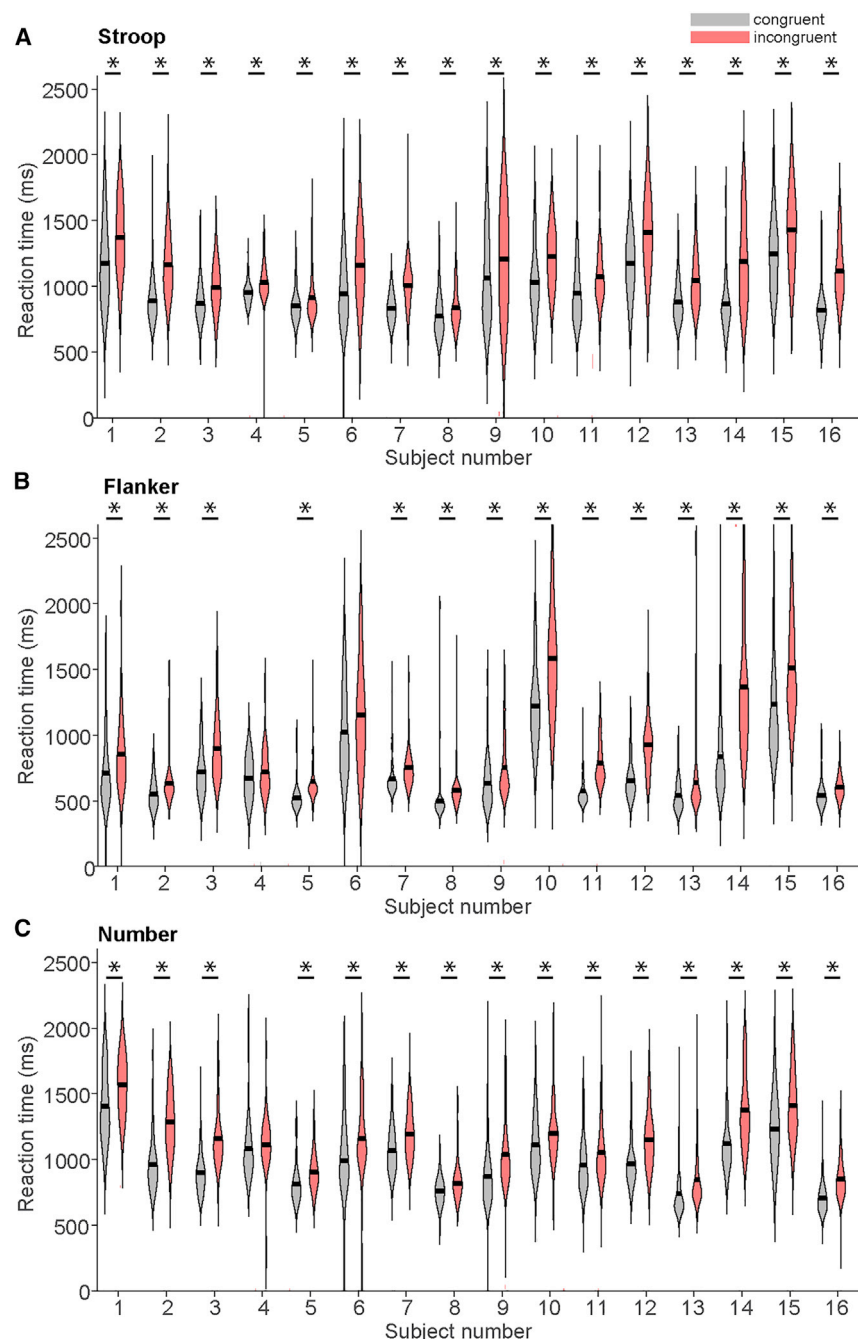 congruent
incongruent
A
Stroop
* * * * * * * * * * * * * * * *
2500
2000
1500
1000
500
0
Reaction time (ms)
1 2 3 4 5 6 7 8 9 10 11 12 13 14 15 16
Subject number
B
Flanker
* * * * * * * * * * * * * *
2500
2000
1500
1000
500
0
Reaction time (ms)
1 2 3 4 5 6 7 8 9 10 11 12 13 14 15 16
Subject number
C
Number
* * * * * * * * * * * * * * *
2500
2000
1500
1000
500
0
Reaction time (ms)
1 2 3 4 5 6 7 8 9 10 11 12 13 14 15 16
Subject number